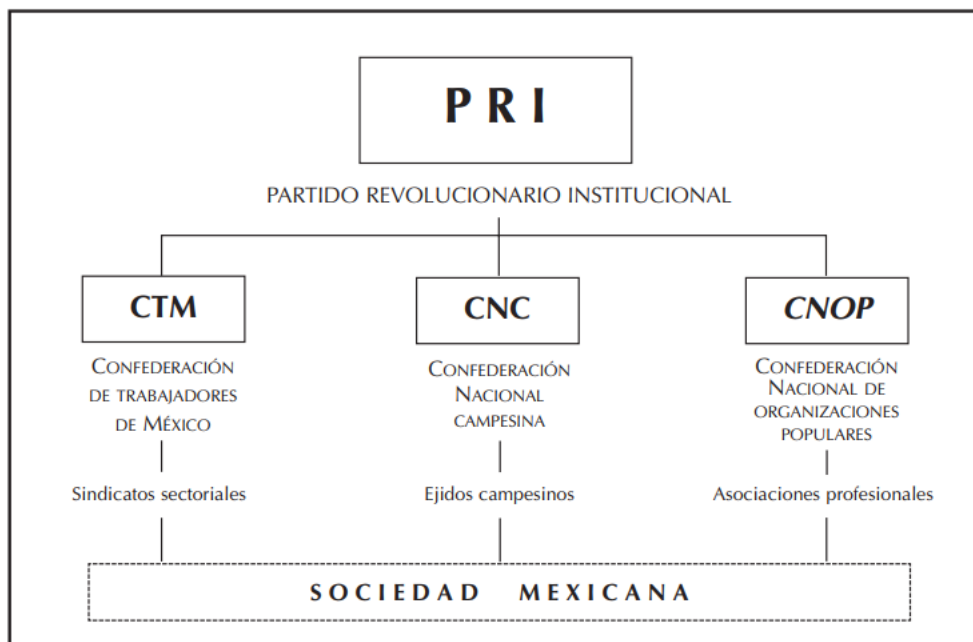 PRI
PARTIDO REVOLUCIONARIO INSTITUCIONAL
CTM
CONFEDERACIÓN
DE TRABAJADORES
DE MÉXICO
Sindicatos sectoriales
CNC
CONFEDERACIÓN
NACIONAL
CAMPESINA
Ejidos campesinos
CNOP
CONFEDERACIÓN
NACIONAL DE
ORGANIZACIONES
POPULARES
Asociaciones profesionales
SOCIEDAD MEXICANA